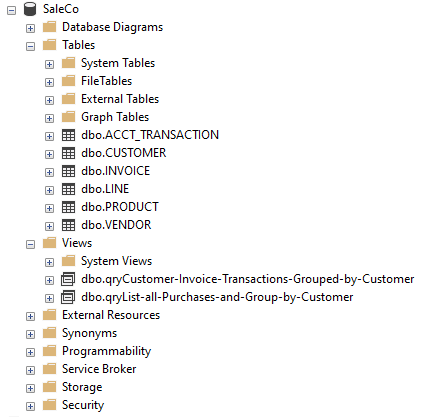 SaleCo
Database Diagrams
Tables
System Tables
FileTables
External Tables
Graph Tables
dbo.ACCT_TRANSACTION
dbo.CUSTOMER
dbo.INVOICE
dbo.LINE
dbo.PRODUCT
dbo.VENDOR
Views
System Views
dbo.qryCustomer-Invoice-Transactions-Grouped-by-Customer
dbo.qryList-all-Purchases-and-Group-by-Customer
External Resources
Synonyms
Programmability
Service Broker
Storage
Security